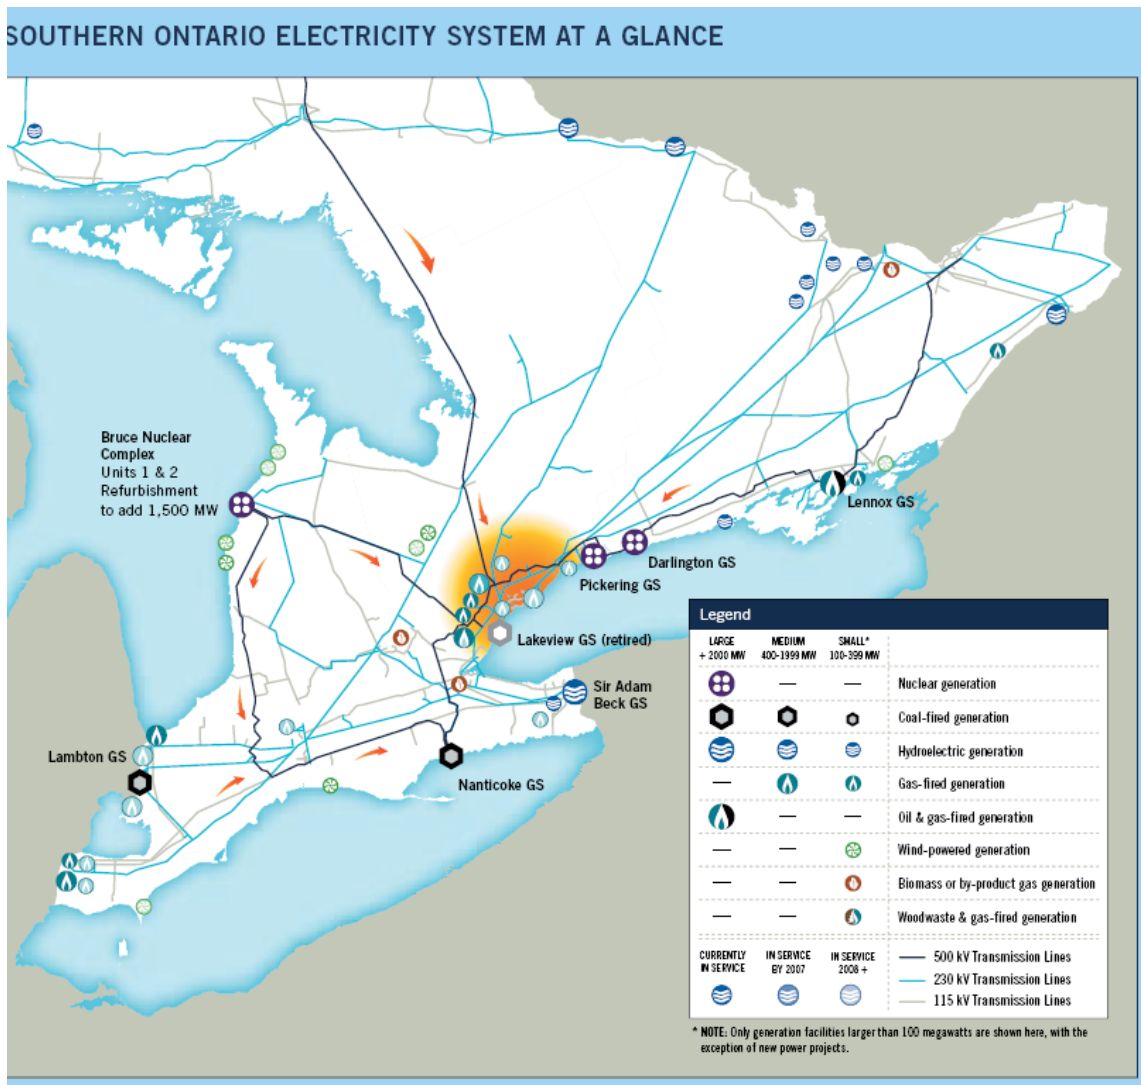 SOUTHERN ONTARIO ELECTRICITY SYSTEM AT A GLANCE
Bruce Nuclear
Complex
Units 1 & 2
Refurbishment
to add 1,500 MW
Lennox GS
Darlington GS
Pickering GS
Lakeview GS (retired)
Sir Adam
Beck GS
Lambton GS
Nanticoke GS
Legend
LARGE
+ 2000 MW
MEDIUM
400-1999 MW
SMALL*
100-399 MW
Nuclear generation
Coal-fired generation
Hydroelectric generation
Gas-fired generation
Oil & gas-fired generation
Wind-powered generation
Biomass or by-product gas generation
Woodwaste & gas-fired generation
CURRENTLY
IN SERVICE
IN SERVICE
BY 2007
IN SERVICE
2008 +
500 kV Transmission Lines
230 kV Transmission Lines
115 kV Transmission Lines
* NOTE: Only generation facilities larger than 100 megawatts are shown here, with the
exception of new power projects.